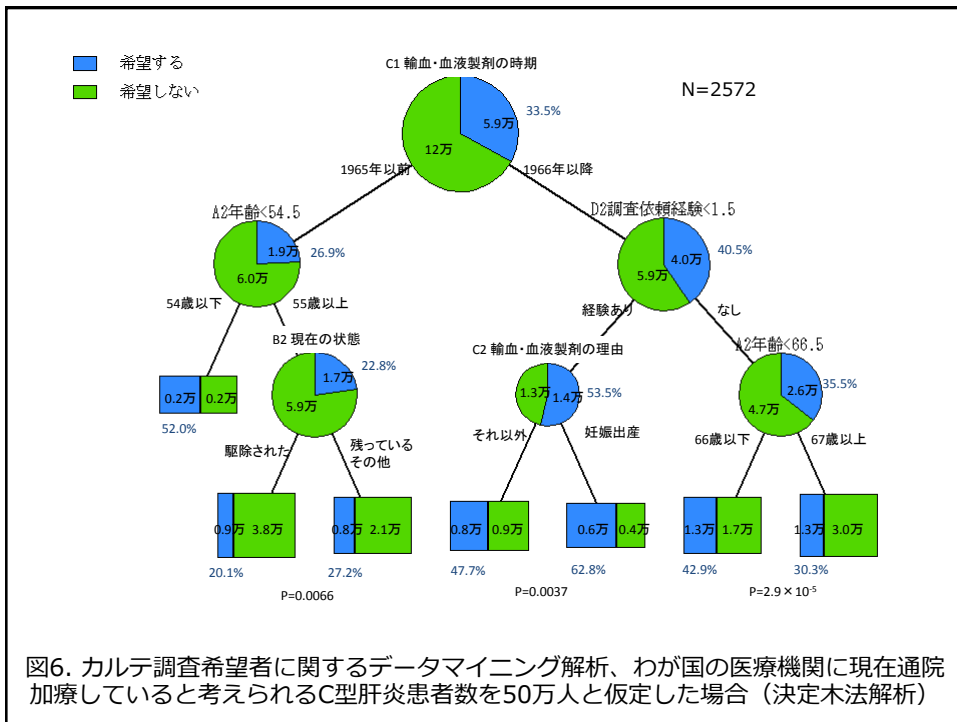 希望する
希望しない
C1 輸血・血液製剤の時期
N=2572
5.9万
33.5%
12万
1965年以前
1966年以降
A2年齢<54.5
D2調査依頼経験<1.5
1.9万
26.9%
6.0万
4.0万
40.5%
5.9万
54歳以下
55歳以上
経験あり
なし
B2 現在の状態
C2 輸血・血液製剤の理由
A2年齢<66.5
0.2万
0.2万
52.0%
1.7万
22.8%
5.9万
1.3万
1.4万
53.5%
2.6万
35.5%
4.7万
駆除された
残っている
その他
それ以外
妊娠出産
66歳以下
67歳以上
0.9万
3.8万
0.8万
2.1万
0.8万
0.9万
0.6万
0.4万
1.3万
1.7万
1.3万
3.0万
20.1%
27.2%
47.7%
62.8%
42.9%
30.3%
P=0.0066
P=0.0037
P=2.9×10-5
図6. カルテ調査希望者に関するデータマイニング解析、わが国の医療機関に現在通院
加療していると考えられるC型肝炎患者数を50万人と仮定した場合（決定木法解析）